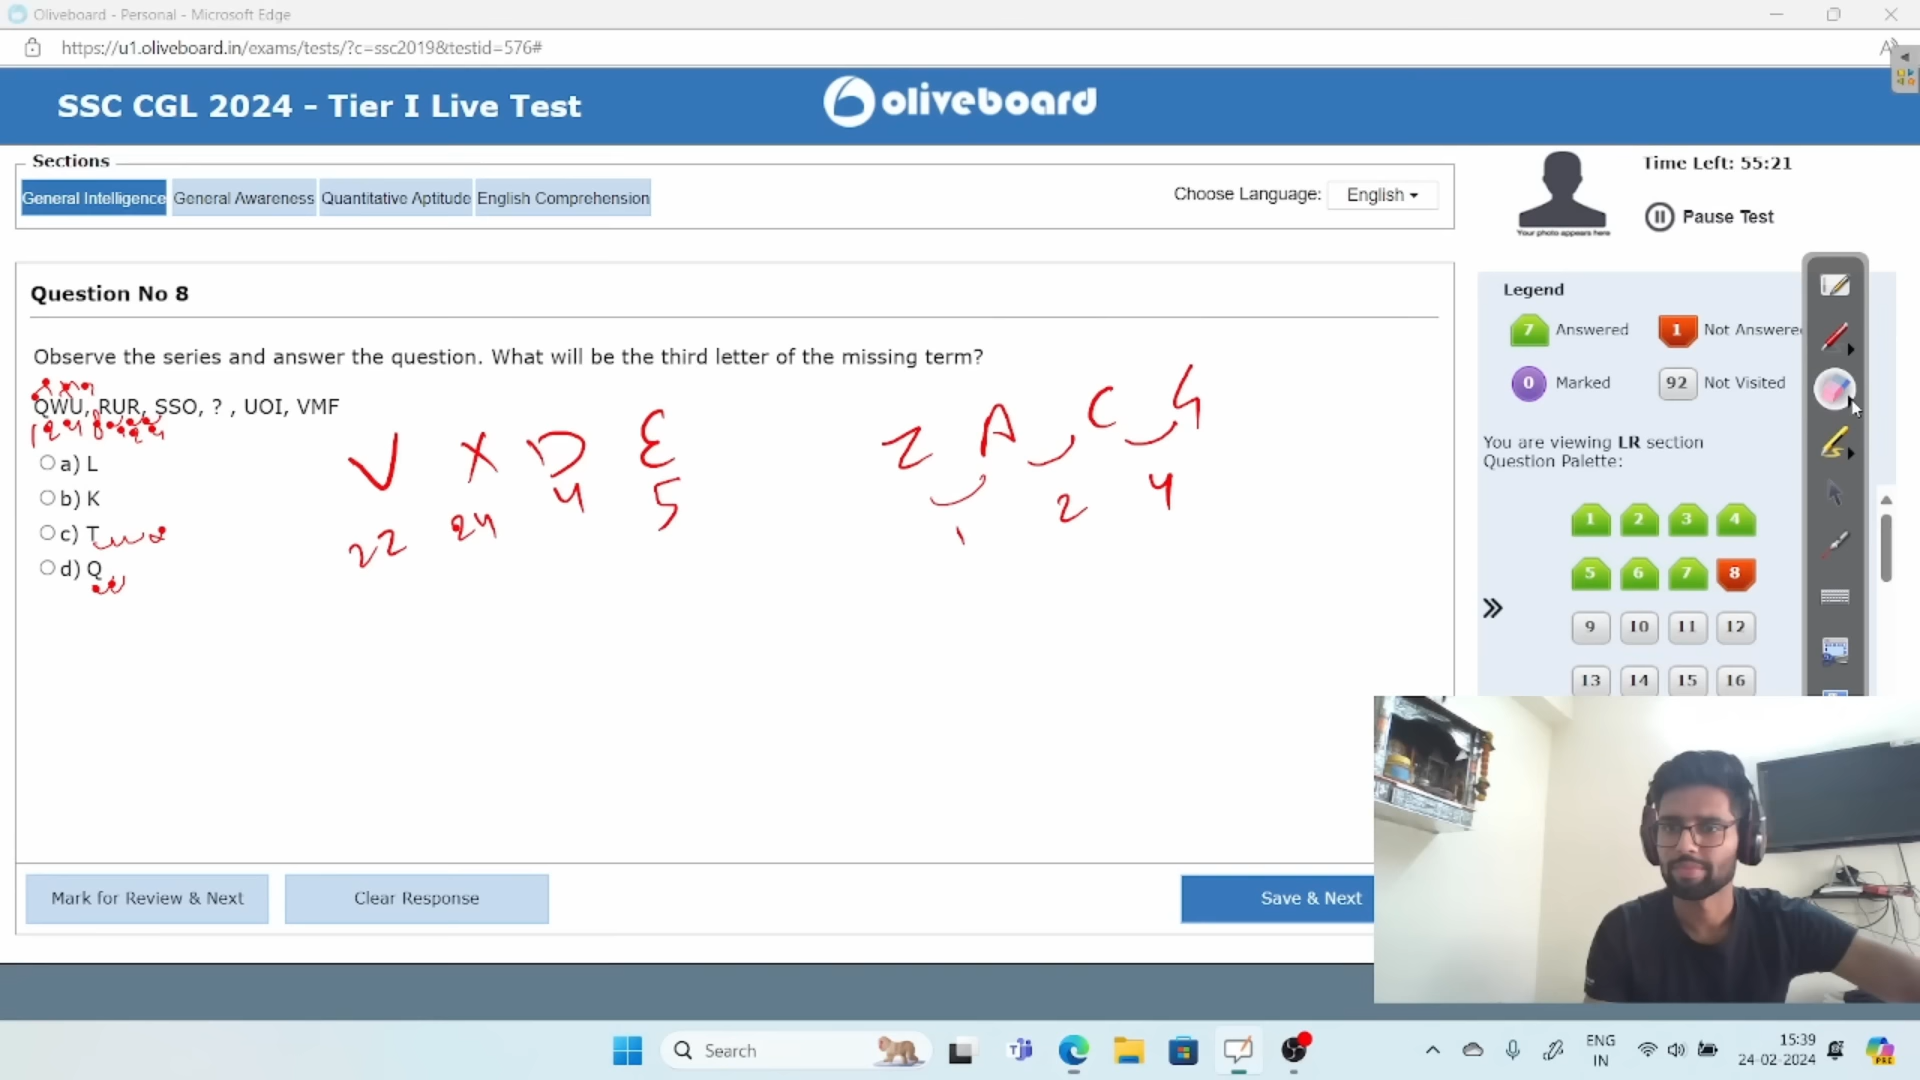 Oliveboard - Personal - Microsoft Edge
https://u1.oliveboard.in/exams/tests/?c=ssc2019&testid=576#
SSC CGL 2024 - Tier I Live Test
oliveboard
Sections
General Intelligence General Awareness Quantitative Aptitude English Comprehension
Choose Language: English
Your photo appears here
Time Left: 55:21
Pause Test
Question No 8
Observe the series and answer the question. What will be the third letter of the missing term?
QWU, RUR, SSO, ? , UOI, VMF
a) L
b) K
c) T
d) Q
V X D E
22 24 4 5
Z A C G
1 2 4
Legend
7 Answered 1 Not Answere
0 Marked 92 Not Visited
You are viewing LR section
Question Palette:
1 2 3 4
5 6 7 8
9 10 11 12
13 14 15 16
Mark for Review & Next
Clear Response
Save & Next
Search
ENG
IN
15:39
24-02-2024